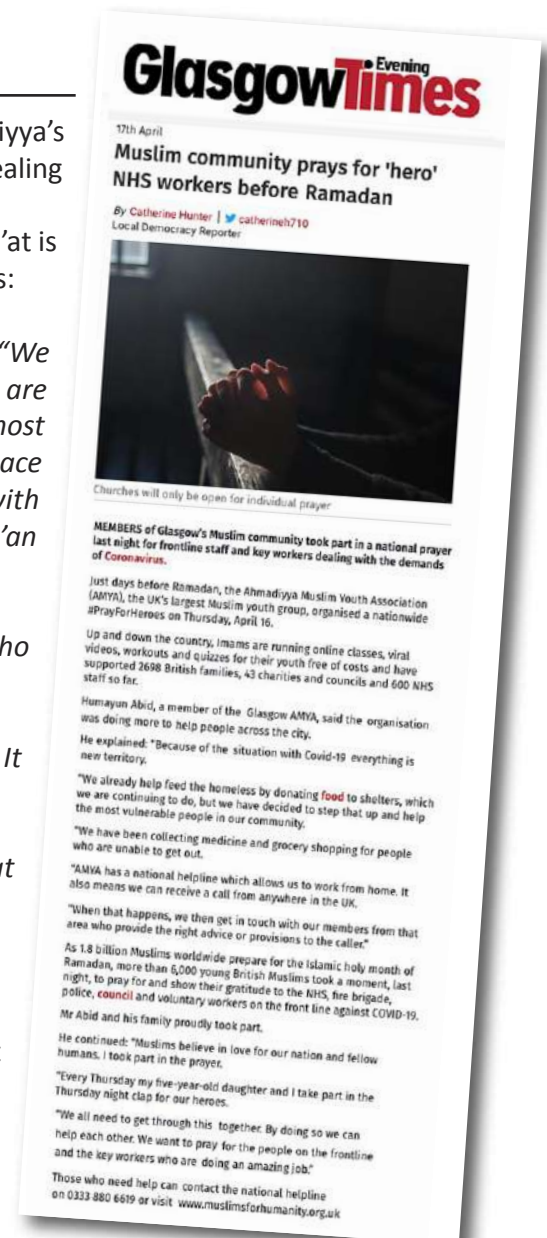 iyya's
ealing
'at is
s:
“We
are
most
ace
with
'an
ho
It
at
Glasgow Evening Times
17th April
Muslim community prays for 'hero'
NHS workers before Ramadan
By Catherine Hunter | catherineh710
Local Democracy Reporter
Churches will only be open for individual prayer
MEMBERS of Glasgow's Muslim community took part in a national prayer
last night for frontline staff and key workers dealing with the demands
of Coronavirus.
Just days before Ramadan, the Ahmadiyya Muslim Youth Association
(AMYA), the UK's largest Muslim youth group, organised a nationwide
#PrayForHeroes on Thursday, April 16.
Up and down the country, Imams are running online classes, viral
videos, workouts and quizzes for their youth free of costs and have
supported 2698 British families, 43 charities and councils and 600 NHS
staff so far.
Humayun Abid, a member of the Glasgow AMYA, said the organisation
was doing more to help people across the city.
He explained: "Because of the situation with Covid-19 everything is
new territory.
"We already help feed the homeless by donating food to shelters, which
we are continuing to do, but we have decided to step that up and help
the most vulnerable people in our community.
"We have been collecting medicine and grocery shopping for people
who are unable to get out.
"AMYA has a national helpline which allows us to work from home. It
also means we can receive a call from anywhere in the UK.
"When that happens, we then get in touch with our members from that
area who provide the right advice or provisions to the caller."
As 1.8 billion Muslims worldwide prepare for the Islamic holy month of
Ramadan, more than 6,000 young British Muslims took a moment, last
night, to pray for and show their gratitude to the NHS, fire brigade,
police, council and voluntary workers on the front line against COVID-19.
Mr Abid and his family proudly took part.
He continued: "Muslims believe in love for our nation and fellow
humans. I took part in the prayer.
"Every Thursday my five-year-old daughter and I take part in the
Thursday night clap for our heroes.
"We all need to get through this together. By doing so we can
help each other. We want to pray for the people on the frontline
and the key workers who are doing an amazing job."
Those who need help can contact the national helpline
on 0333 880 6619 or visit www.muslimsforhumanity.org.uk